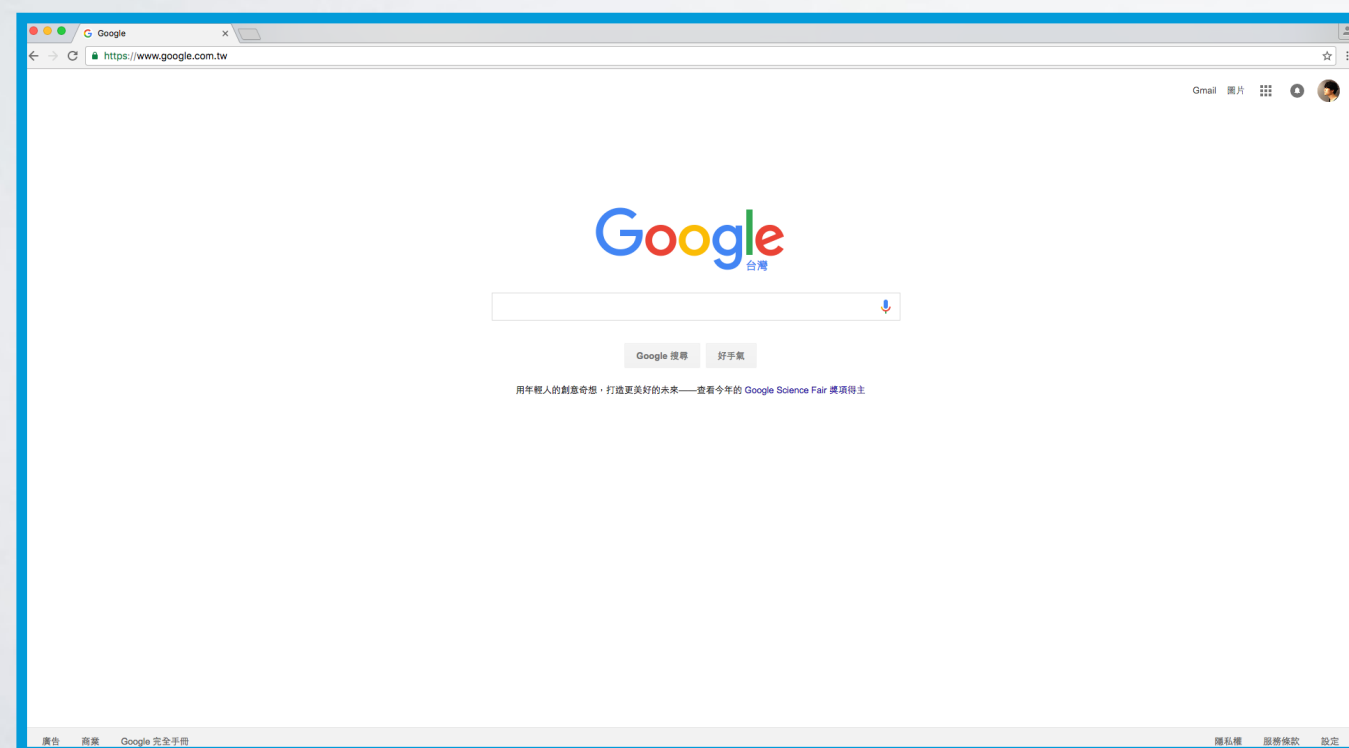 Google
https://www.google.com.tw
Gmail 圖片
Google
台灣
Google 搜尋 好手氣
用年輕人的創意奇想，打造更美好的未來——查看今年的 Google Science Fair 獎項得主
廣告 商業 Google 完全手冊 隱私權 服務條款 設定